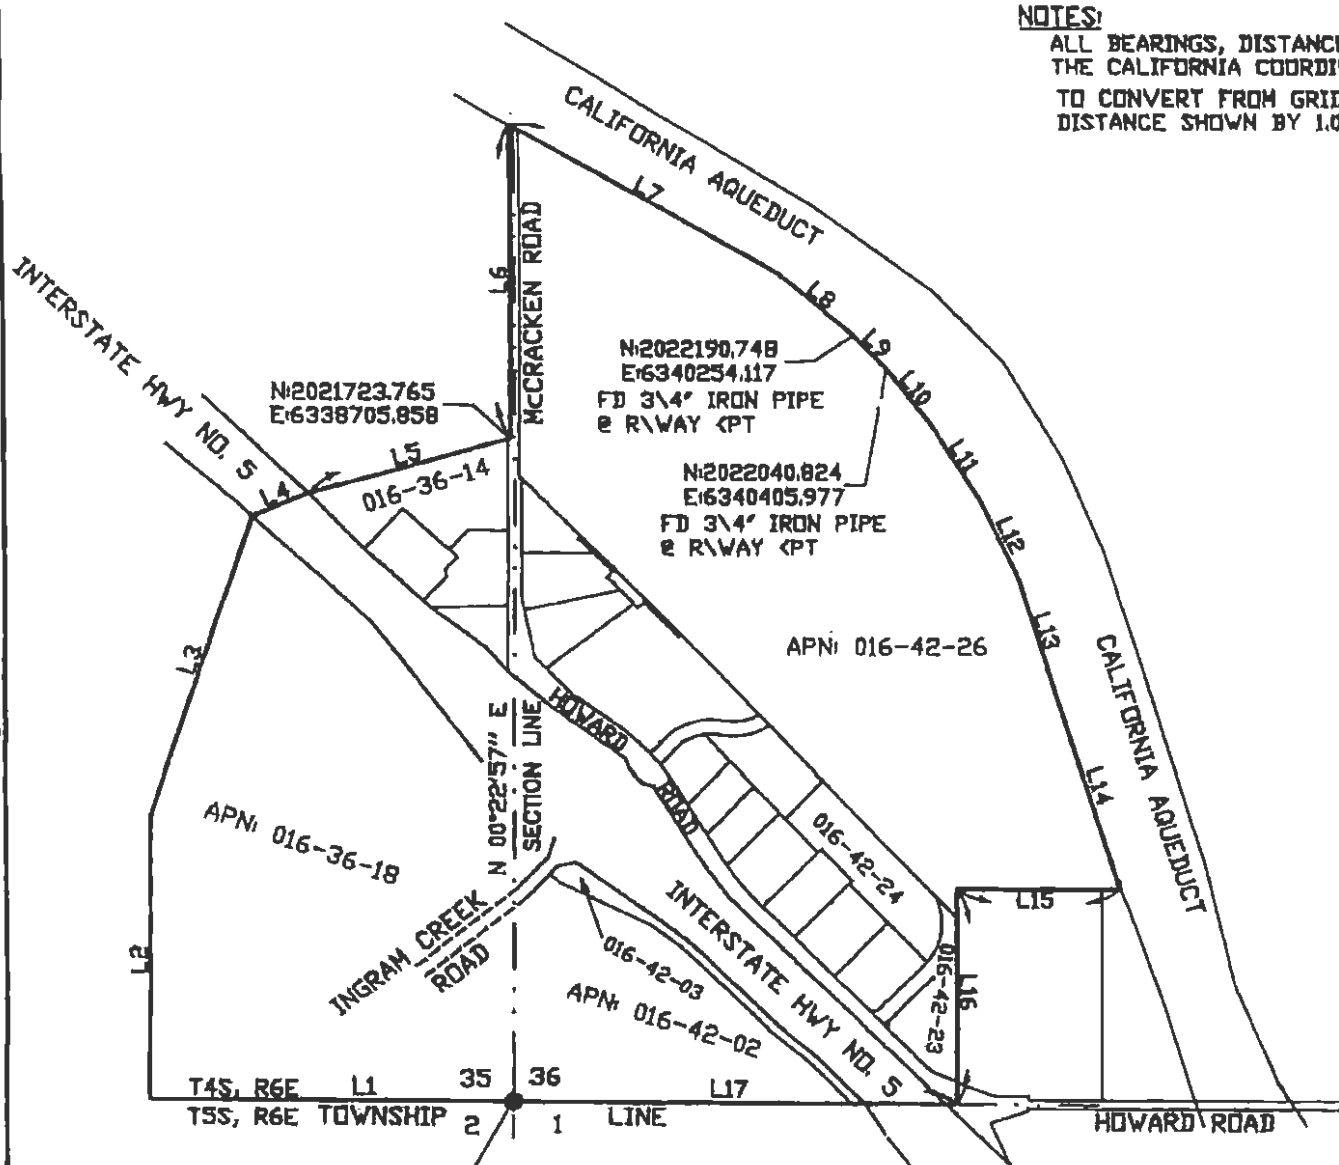 NOTES:
ALL BEARINGS, DISTANC
THE CALIFORNIA COORDI
TO CONVERT FROM GRID
DISTANCE SHOWN BY 1.0
CALIFORNIA AQUEDUCT
L7
McCRACKEN ROAD
L6
L8
INTERSTATE HWY NO. 5
N:2022190.748
E:6340254.117
FD 3\4" IRON PIPE
@ R\WAY <PT
L9
N:2021723.765
E:6338705.858
L10
L5
L4
016-36-14
L11
N:2022040.824
E:6340405.977
FD 3\4" IRON PIPE
@ R\WAY <PT
L12
L3
APN: 016-42-26
L13
CALIFORNIA AQUEDUCT
HOWARD
ROAD
N 00°22'57" E
SECTION LINE
L14
APN: 016-36-18
016-42-24
L15
INGRAM CREEK
ROAD
INTERSTATE HWY NO. 5
L2
016-42-03
APN: 016-42-02
016-42-23
L16
T4S, R6E
L1
35
36
L17
T5S, R6E
TOWNSHIP
2
1
LINE
HOWARD ROAD